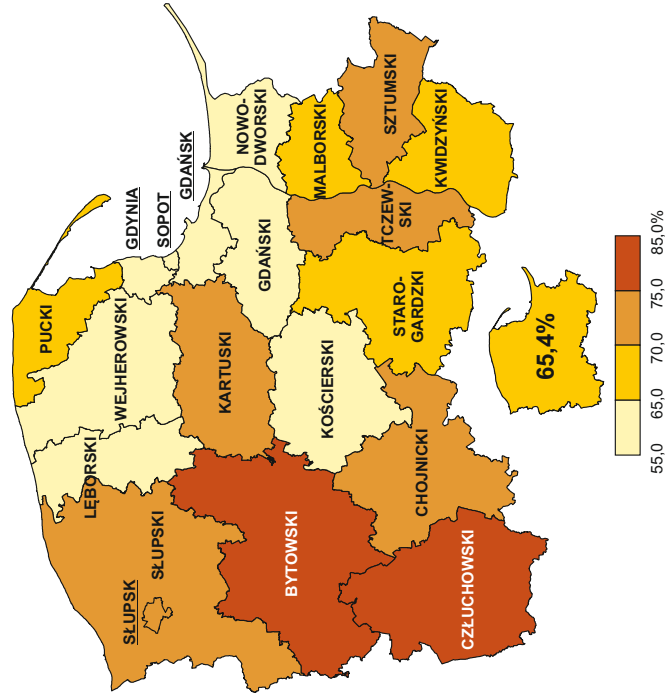 PUCKI
GDYNIA
SOPOT
GDAŃSK
WEJHEROWSKI
LĘBORSKI
SŁUPSK
SŁUPSKI
KARTUSKI
GDAŃSKI
NOWO-
DWORSKI
MALBORSKI
SZTUMSKI
TCZEW-
SKI
KWIDZYŃSKI
STARO-
GARDZKI
KOŚCIERSKI
BYTOWSKI
CHOJNICKI
CZŁUCHOWSKI
65,4%
55,0 65,0 70,0 75,0 85,0%